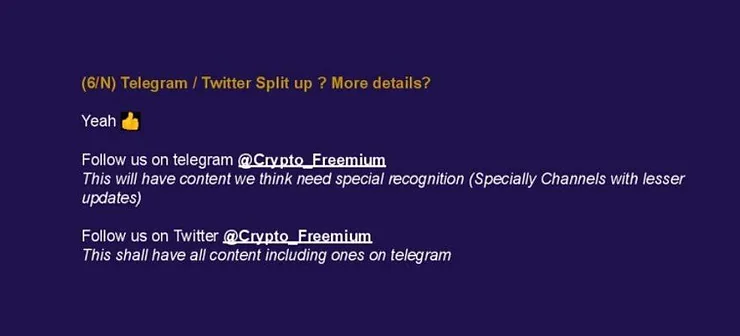 (6/N) Telegram / Twitter Split up ? More details?
Yeah 👍
Follow us on telegram @Crypto_Freemium
This will have content we think need special recognition (Specially Channels with lesser
updates)
Follow us on Twitter @Crypto_Freemium
This shall have all content including ones on telegram